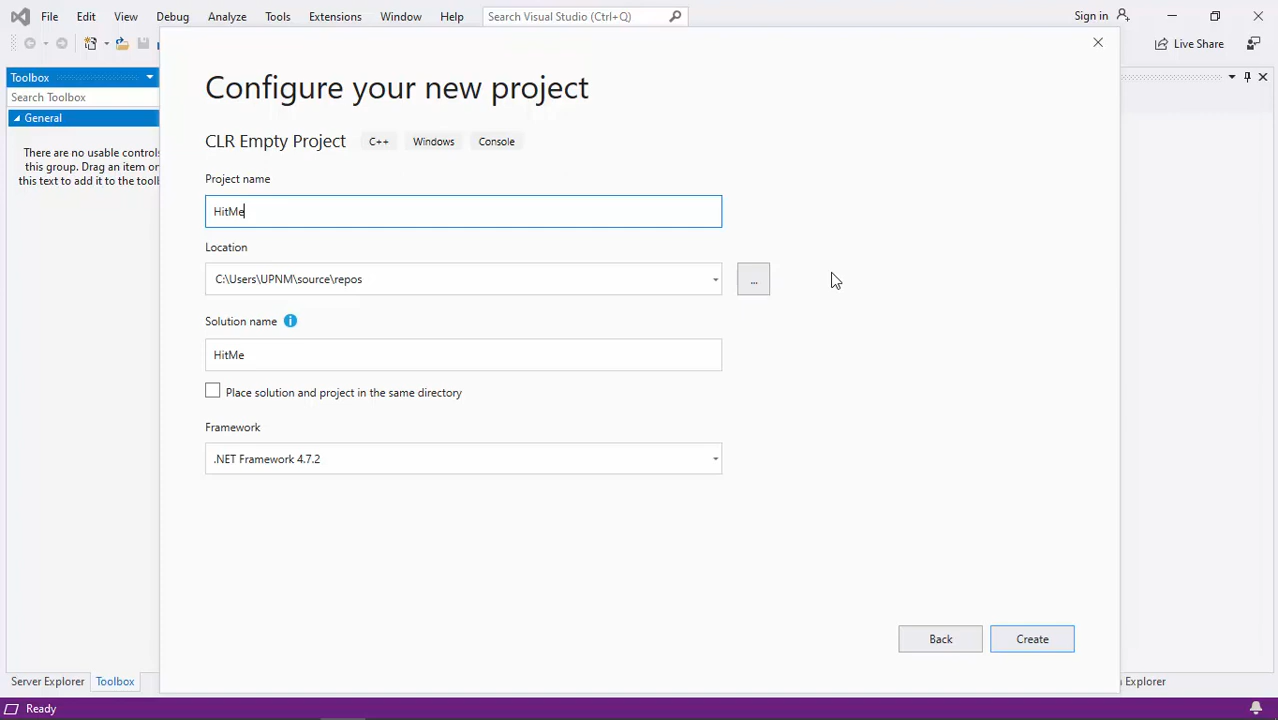 File Edit View Debug Analyze Tools Extensions Window Help Search Visual Studio (Ctrl+Q) Sign in
Live Share
Toolbox
Search Toolbox
General
There are no usable controls
this group. Drag an item or
this text to add it to the toolb
Configure your new project
CLR Empty Project C++ Windows Console
Project name
HitMe
Location
C:\Users\UPNM\source\repos
...
Solution name
HitMe
Place solution and project in the same directory
Framework
.NET Framework 4.7.2
Back Create
Server Explorer Toolbox Explorer
Ready